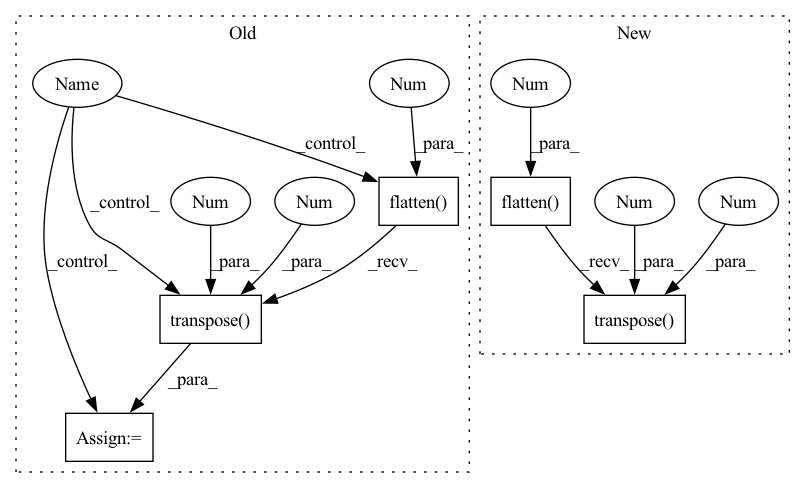 Old
New
Name
Num
Num
_control_
_para_
_para_
Num
Num
flatten()
flatten()
Num
Num
_control_
_control_
_para_
_para_
_recv_
_recv_
_para_
_para_
transpose()
transpose()
_para_
Assign:=